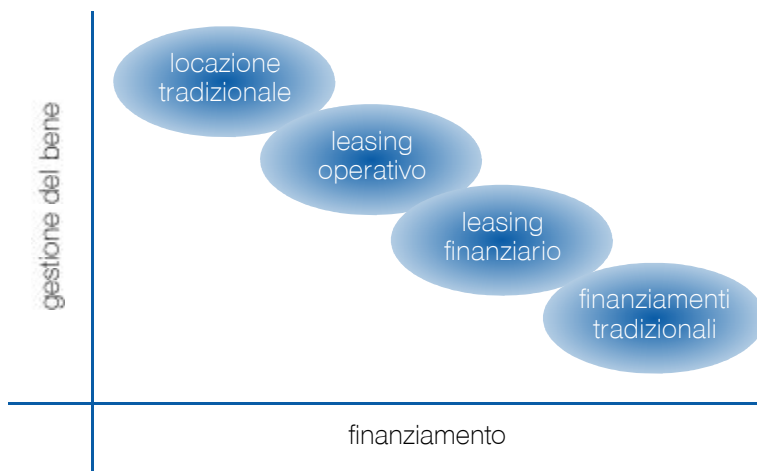 locazione
tradizionale
leasing
operativo
leasing
finanziario
finanziamenti
tradizionali
gestione del bene
finanziamento